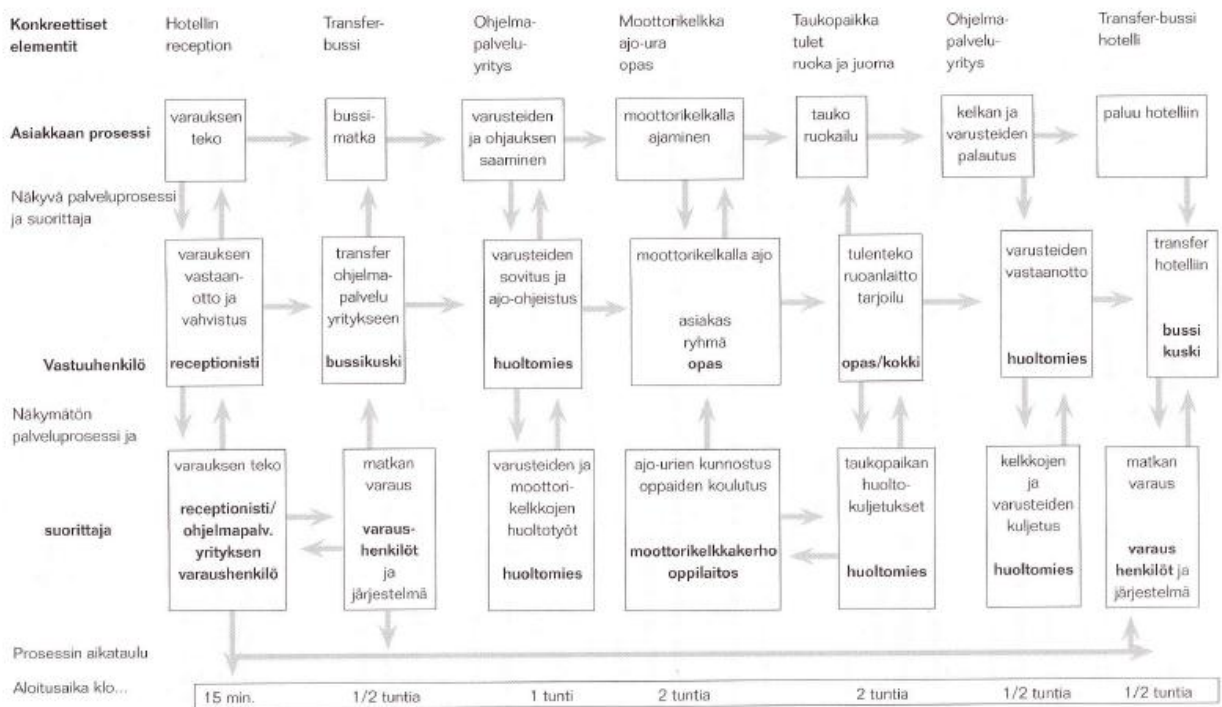 Konkreettiset
elementit
Hotellin
reception
Transfer-
bussi
Ohjelma-
palvelu-
yritys
Moottorikelkka
ajo-ura
opas
Taukopaikka
tulet
ruoka ja juoma
Ohjelma-
palvelu-
yritys
Transfer-bussi
hotelli
Asiakkaan prosessi
varauksen
teko
bussi-
matka
varusteiden
ja ohjauksen
saaminen
moottorikelkalla
ajaminen
tauko
ruokailu
kelkan ja
varusteiden
palautus
paluu hotelliin
Näkyvä palveluprosessi
ja suorittaja
varauksen
vastaan-
otto ja
vahvistus
receptionisti
transfer
ohjelma-
palvelu
yritykseen
bussikuski
varusteiden
sovitus ja
ajo-ohjeistus
huoltomies
moottorikelkalla ajo
asiakas
ryhmä
opas
tulenteko
ruoanlaitto
tarjoilu
opas/kokki
varusteiden
vastaanotto
huoltomies
transfer
hotelliin
bussi
kuski
Vastuuhenkilö
Näkymätön
palveluprosessi ja
suorittaja
varauksen teko
receptionisti/
ohjelmapalv.
yrityksen
varaushenkilö
matkan
varaus
varaus-
henkilöt
ja
järjestelmä
varusteiden ja
moottori-
kelkkojen
huoltotyöt
huoltomies
ajo-urien kunnostus
oppaiden koulutus
moottorikelkkakerho
oppilaitos
taukopaikan
huolto-
kuljetukset
huoltomies
kelkkojen
ja
varusteiden
kuljetus
huoltomies
matkan
varaus
varaus
henkilöt ja
järjestelmä
Prosessin aikataulu
Aloitusaika klo...
15 min.
1/2 tuntia
1 tunti
2 tuntia
2 tuntia
1/2 tuntia
1/2 tuntia